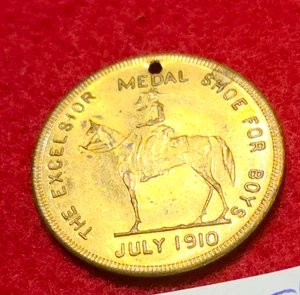 THE EXCELSIOR MEDAL SHOE FOR BOYS
JULY 1910